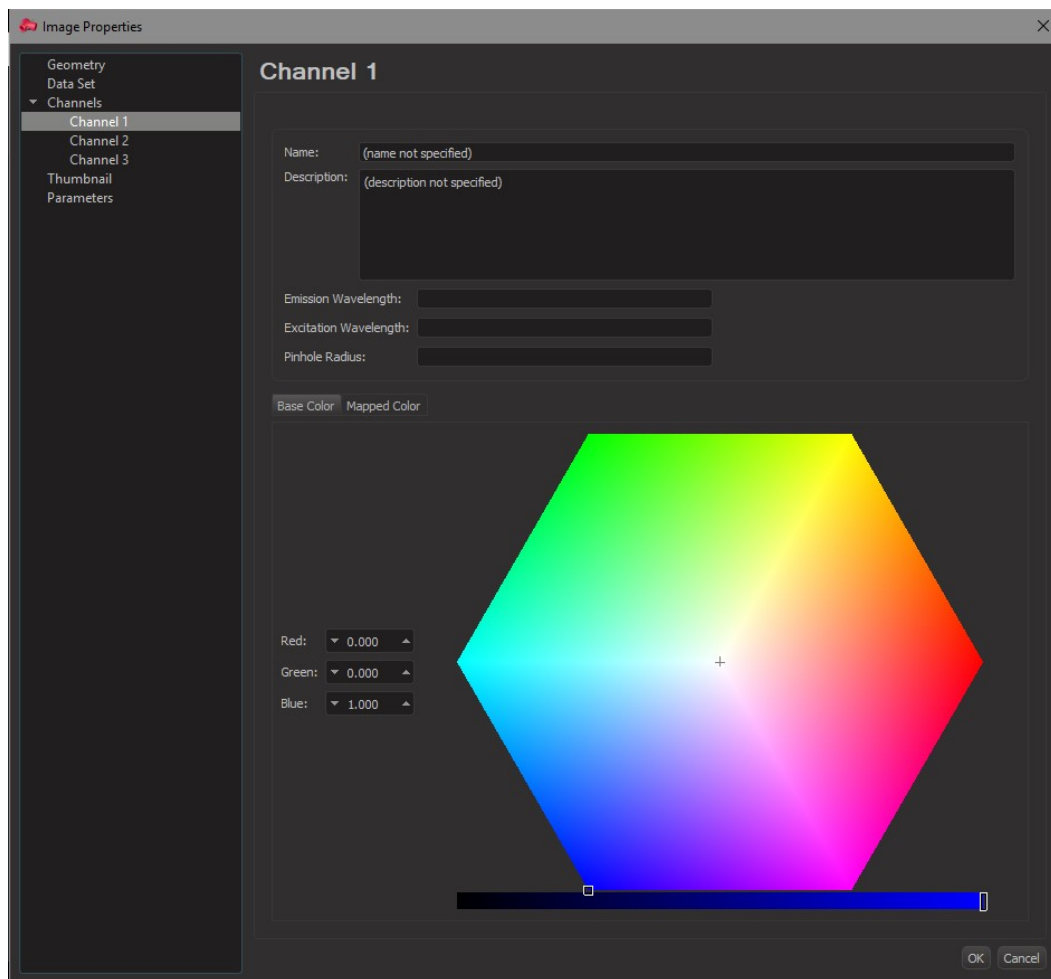 Image Properties
Geometry
Data Set
Channels
Channel 1
Channel 2
Channel 3
Thumbnail
Parameters
Channel 1
Name: (name not specified)
Description: (description not specified)
Emission Wavelength:
Excitation Wavelength:
Pinhole Radius:
Base Color Mapped Color
Red: 0.000
Green: 0.000
Blue: 1.000
OK Cancel